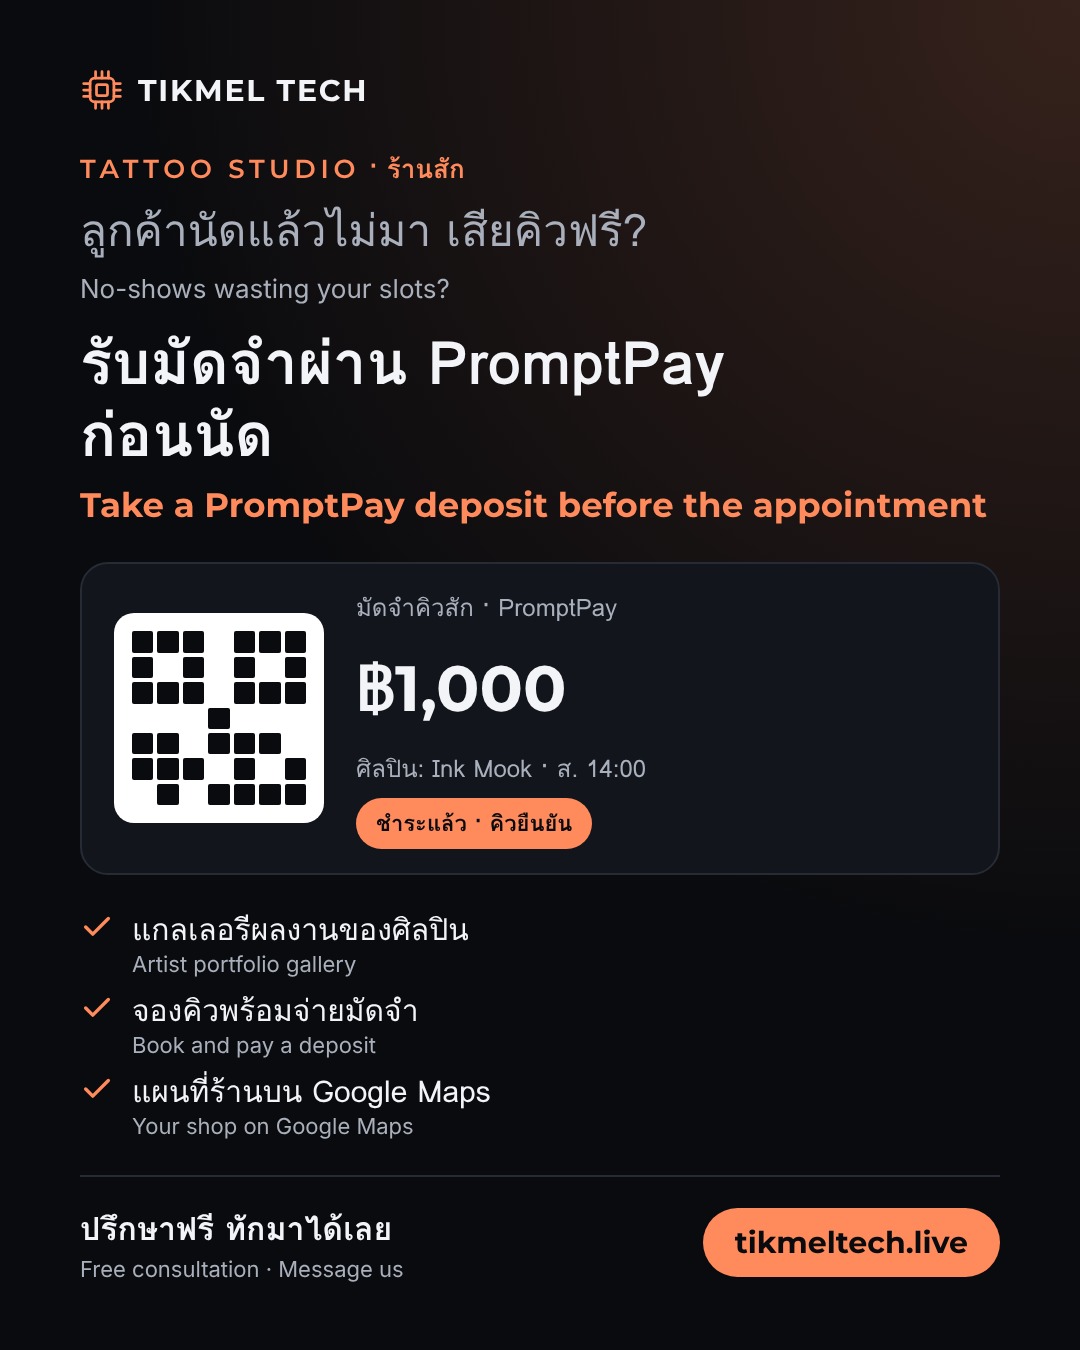 TIKMEL TECH
TATTOO STUDIO · ร้านสัก
ลูกค้านัดแล้วไม่มา เสียคิวฟรี?
No-shows wasting your slots?
รับมัดจำผ่าน PromptPay
ก่อนนัด
Take a PromptPay deposit before the appointment
มัดจำคิวสัก · PromptPay
฿1,000
ศิลปิน: Ink Mook · ส. 14:00
ชำระแล้ว · คิวยืนยัน
แกลเลอรีผลงานของศิลปิน
Artist portfolio gallery
จองคิวพร้อมจ่ายมัดจำ
Book and pay a deposit
แผนที่ร้านบน Google Maps
Your shop on Google Maps
ปรึกษาฟรี ทักมาได้เลย
Free consultation · Message us
tikmeltech.live